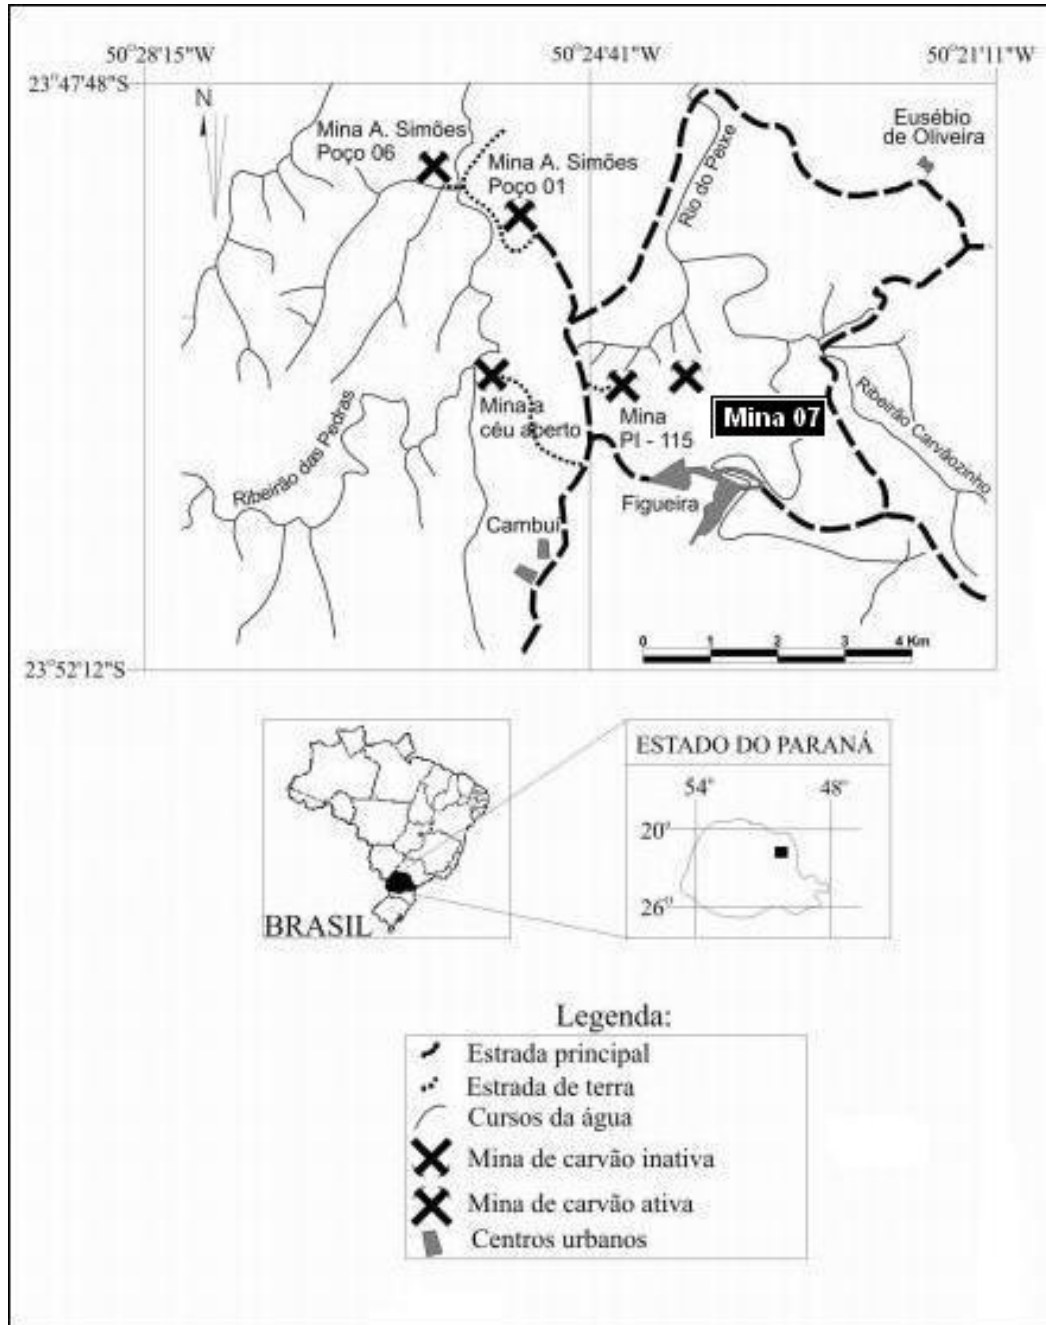 50°28'15"W
50°24'41"W
50°21'11"W
23°47'48"S
N
Mina A. Simões
Poço 06
Mina A. Simões
Poço 01
Rio do Peixe
Eusébio
de Oliveira
Mina a
céu aberto
Mina
PI - 115
Mina 07
Ribeirão Carvãozinho
Ribeirão das Pedras
Figueira
Cambuí
0 1 2 3 4 Km
23°52'12"S
BRASIL
ESTADO DO PARANÁ
54° 48°
20°
26°
Legenda:
Estrada principal
Estrada de terra
Cursos da água
Mina de carvão inativa
Mina de carvão ativa
Centros urbanos